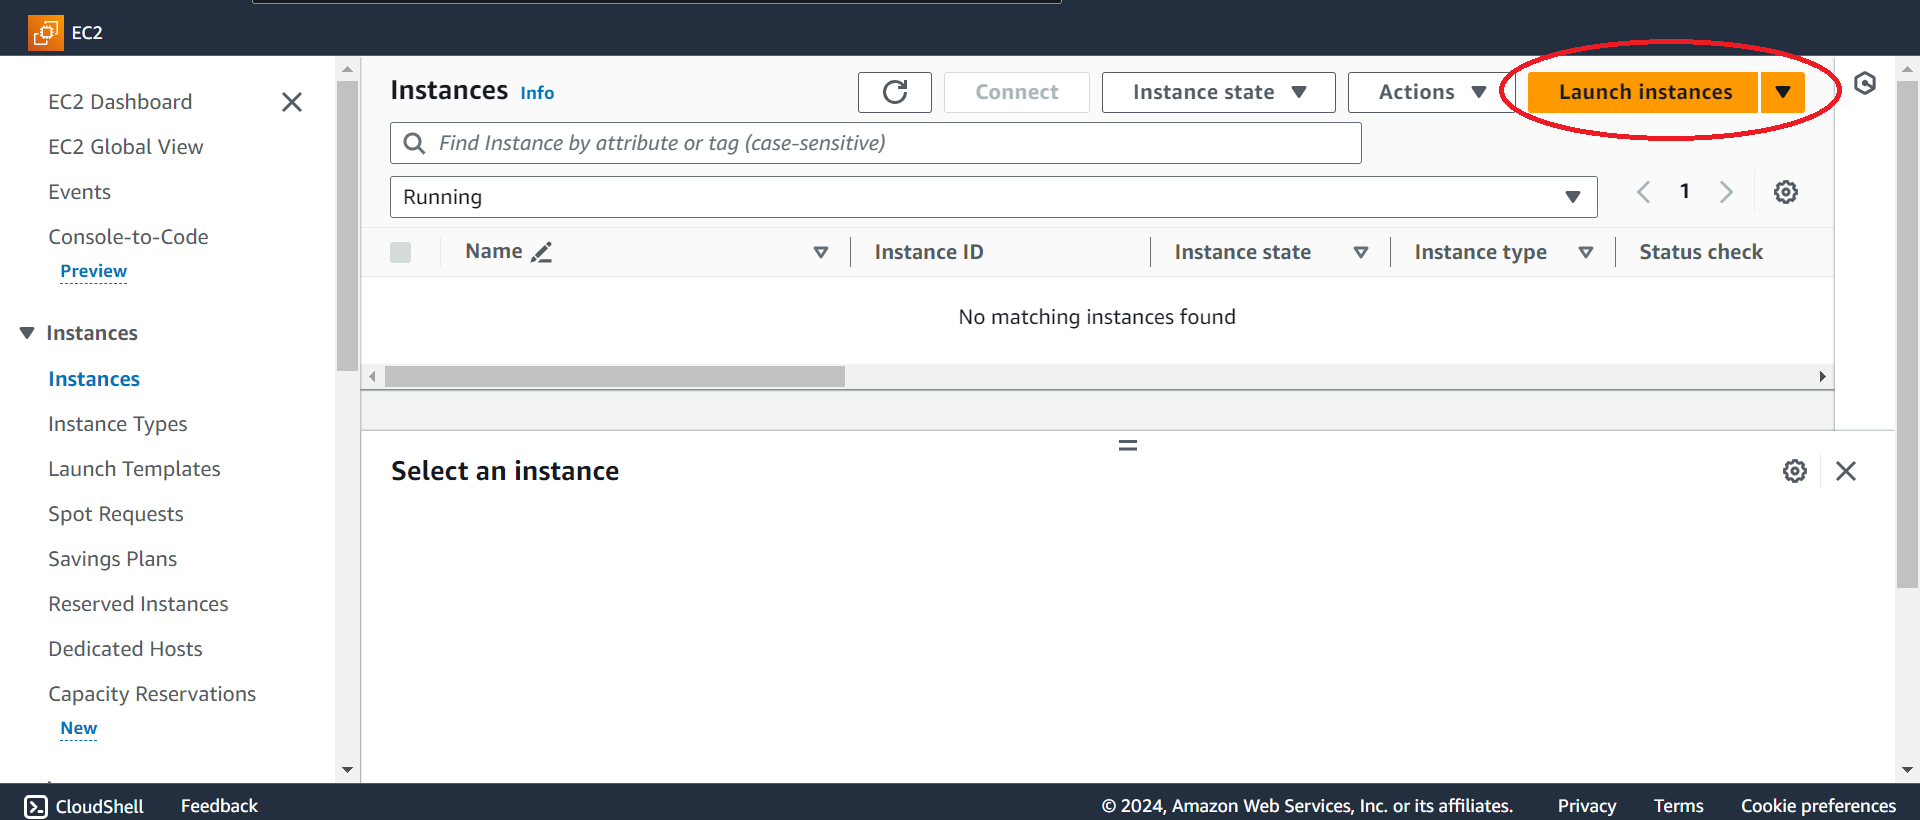 EC2
EC2 Dashboard
EC2 Global View
Events
Console-to-Code
Preview
Instances
Instances
Instance Types
Launch Templates
Spot Requests
Savings Plans
Reserved Instances
Dedicated Hosts
Capacity Reservations
New
Instances Info
Connect
Instance state
Actions
Launch instances
Find Instance by attribute or tag (case-sensitive)
Running
1
Name Instance ID Instance state Instance type Status check
No matching instances found
Select an instance
CloudShell Feedback © 2024, Amazon Web Services, Inc. or its affiliates. Privacy Terms Cookie preferences